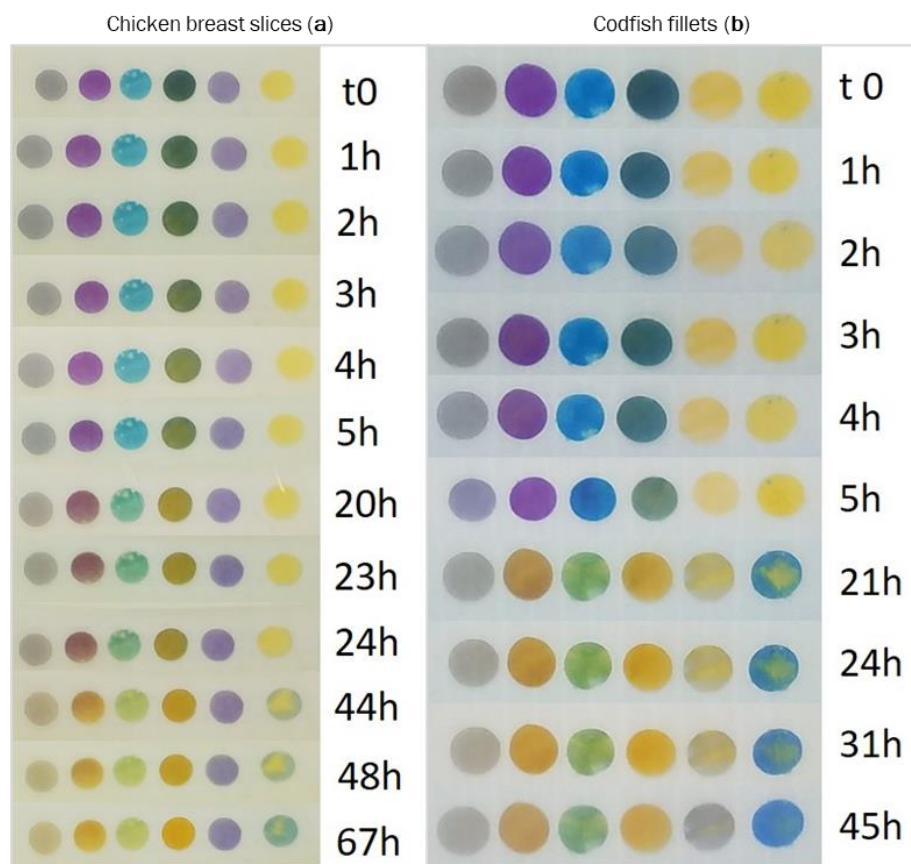 Chicken breast slices (a)
Codfish fillets (b)
t0
1h
2h
3h
4h
5h
20h
23h
24h
44h
48h
67h
t 0
1h
2h
3h
4h
5h
21h
24h
31h
45h